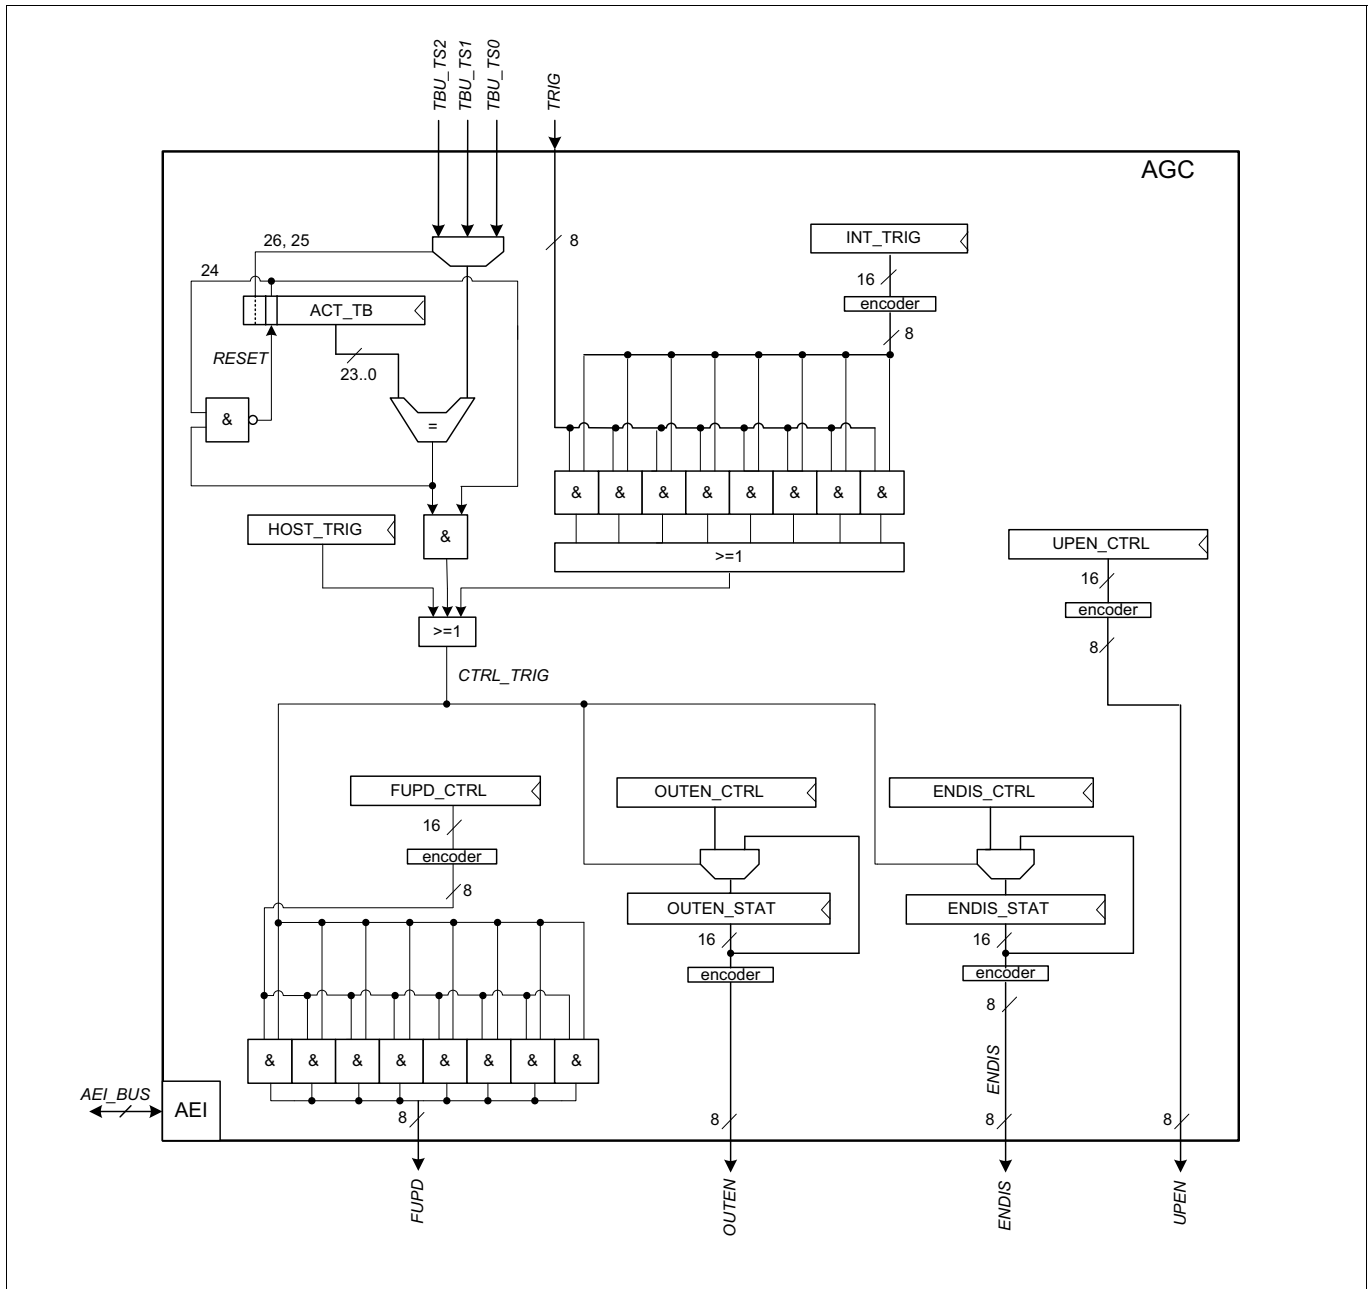 TBU_TS2
TBU_TS1
TBU_TS0
TRIG
AGC
26, 25
8
INT_TRIG
24
16
encoder
ACT_TB
8
RESET
23..0
&
=
& & & & & & & &
HOST_TRIG
&
>=1
UPEN_CTRL
16
encoder
>=1
8
CTRL_TRIG
FUPD_CTRL
OUTEN_CTRL
ENDIS_CTRL
16
encoder
8
OUTEN_STAT
ENDIS_STAT
16
16
encoder
encoder
8
& & & & & & & &
ENDIS
AEI_BUS
AEI
8
8
8
8
FUPD
OUTEN
ENDIS
UPEN